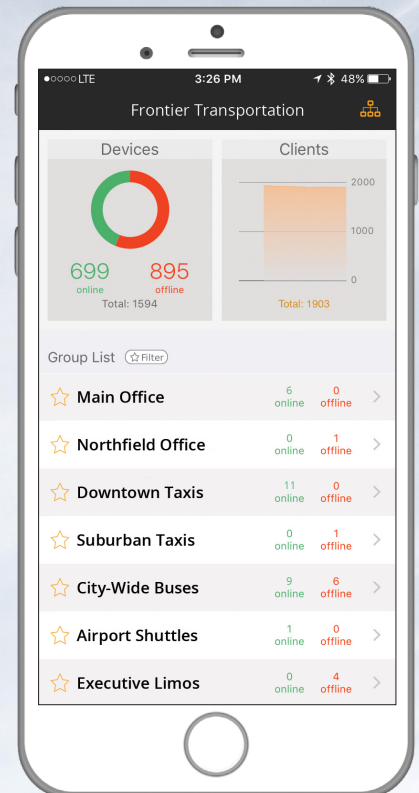 ●○○○○ LTE 3:26 PM 48%
Frontier Transportation
Devices
699 895
online offline
Total: 1594
Clients
2000
1000
0
Total: 1903
Group List ☆ Filter
Main Office 6 online 0 offline
Northfield Office 0 online 1 offline
Downtown Taxis 11 online 0 offline
Suburban Taxis 0 online 1 offline
City-Wide Buses 9 online 6 offline
Airport Shuttles 1 online 0 offline
Executive Limos 0 online 4 offline